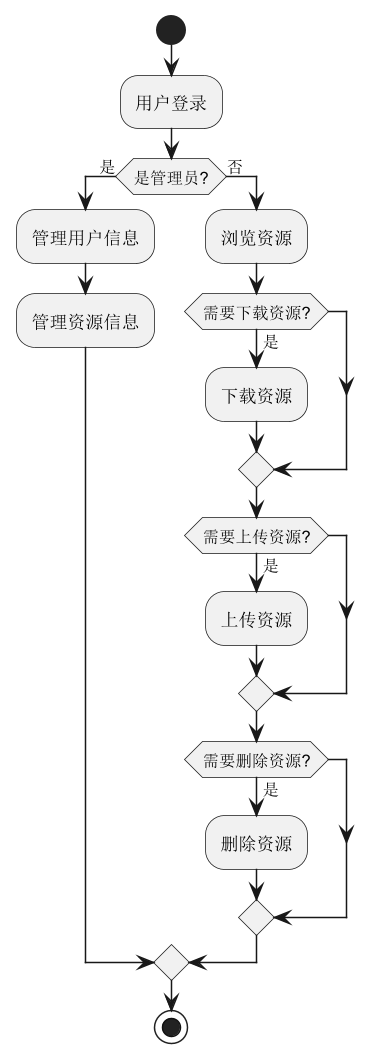 用户登录
是
是管理员?
否
管理用户信息
浏览资源
管理资源信息
需要下载资源?
是
下载资源
需要上传资源?
是
上传资源
需要删除资源?
是
删除资源